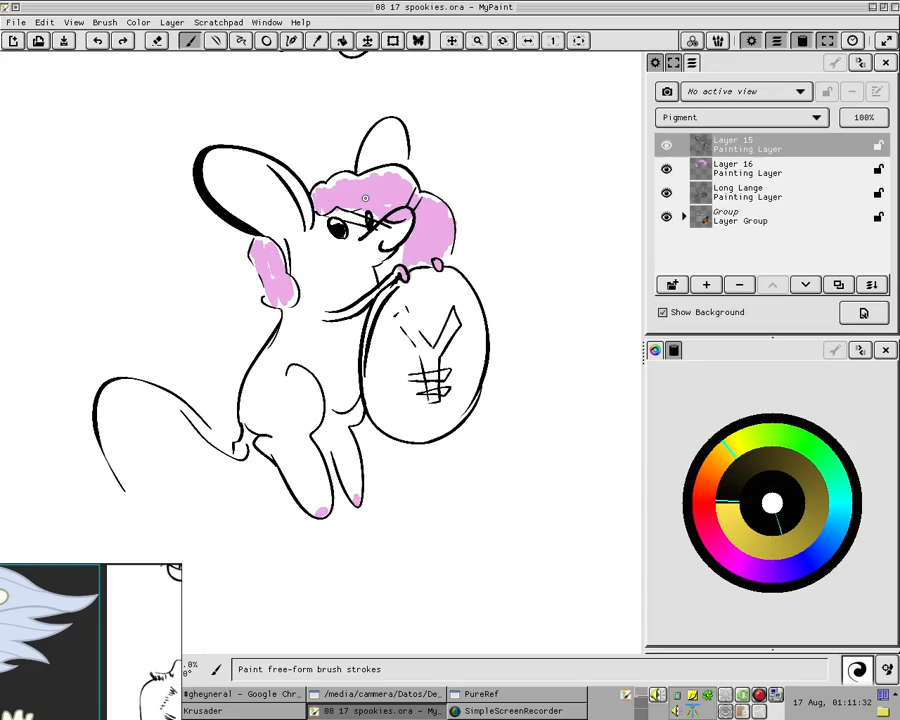 08 17 spookies.ora - MyPaint
File Edit View Brush Color Layer Scratchpad Window Help
No active view
Pigment 100%
Layer 15
Painting Layer
Layer 16
Painting Layer
Long Lange
Painting Layer
Group
Layer Group
Show Background
.0%
0°
Paint free-form brush strokes
#gheyneral - Google Chr...
/media/cammera/Datos/De...
PureRef
Krusader
08 17 spookies.ora - My...
SimpleScreenRecorder
17 Aug, 01:11:32